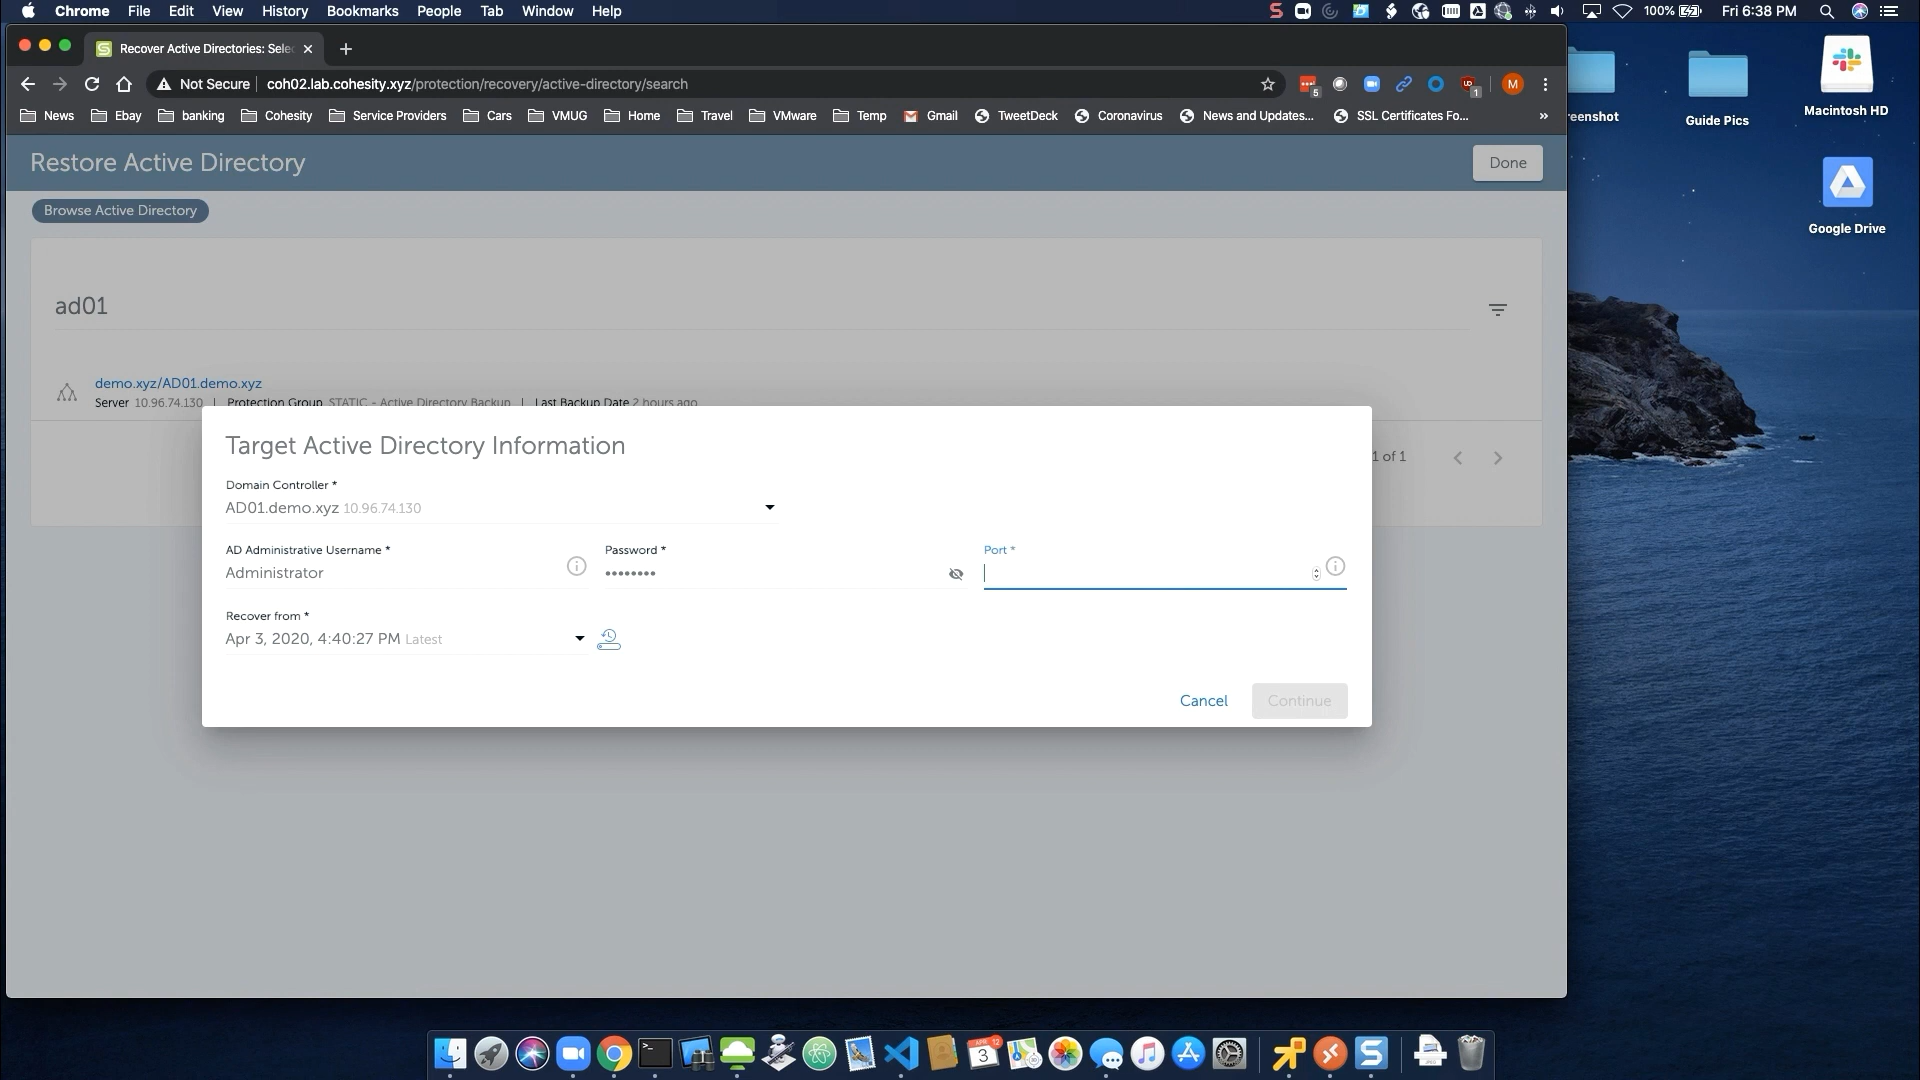 Chrome File Edit View History Bookmarks People Tab Window Help
100% Fri 6:38 PM
Recover Active Directories: Selec
Not Secure coh02.lab.cohesity.xyz/protection/recovery/active-directory/search
5
1
M
News Ebay banking Cohesity Service Providers Cars VMUG Home Travel VMware Temp Gmail TweetDeck Coronavirus News and Updates... SSL Certificates Fo... »
reenshot
Guide Pics
Macintosh HD
Google Drive
Restore Active Directory
Done
Browse Active Directory
ad01
demo.xyz/AD01.demo.xyz
Server 10.96.74.130 | Protection Group STATIC - Active Directory Backup | Last Backup Date 2 hours ago
1 of 1
Target Active Directory Information
Domain Controller *
AD01.demo.xyz 10.96.74.130
AD Administrative Username * Password * Port *
Administrator ••••••••
Recover from *
Apr 3, 2020, 4:40:27 PM Latest
Cancel Continue
APR
3
12